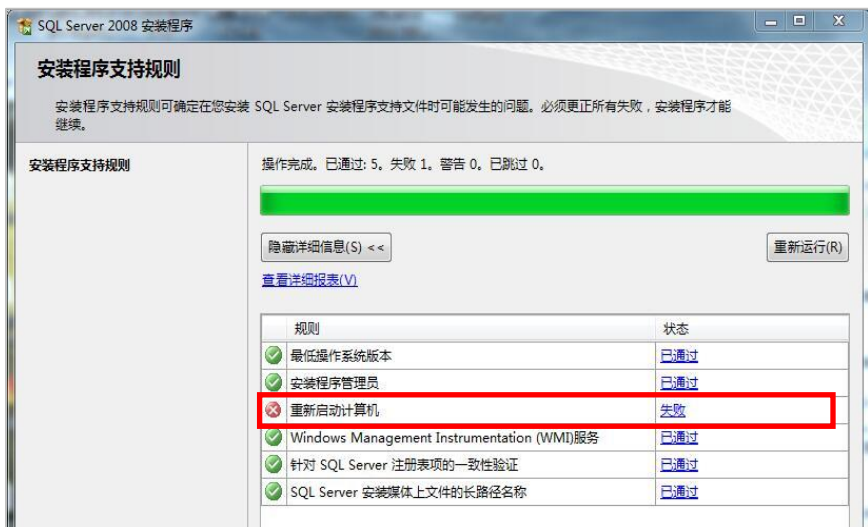 SQL Server 2008 安装程序
安装程序支持规则
安装程序支持规则可确定在您安装 SQL Server 安装程序支持文件时可能发生的问题。必须更正所有失败，安装程序才能
继续。
安装程序支持规则
操作完成。已通过: 5。失败 1。警告 0。已跳过 0。
隐藏详细信息(S) <<
重新运行(R)
查看详细报表(V)
规则 状态
最低操作系统版本 已通过
安装程序管理员 已通过
重新启动计算机 失败
Windows Management Instrumentation (WMI)服务 已通过
针对 SQL Server 注册表项的一致性验证 已通过
SQL Server 安装媒体上文件的长路径名称 已通过